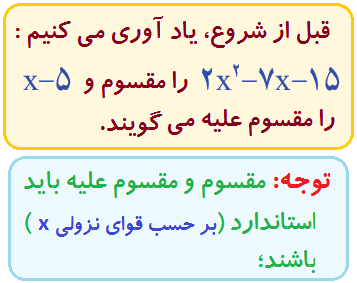 قبل از شروع، یاد آوری می کنیم :
۲x²–۷x–۱۵ را مقسوم و x–۵
را مقسوم علیه می گویند.
توجه: مقسوم و مقسوم علیه باید
استاندارد (بر حسب قوای نزولی x )
باشند؛